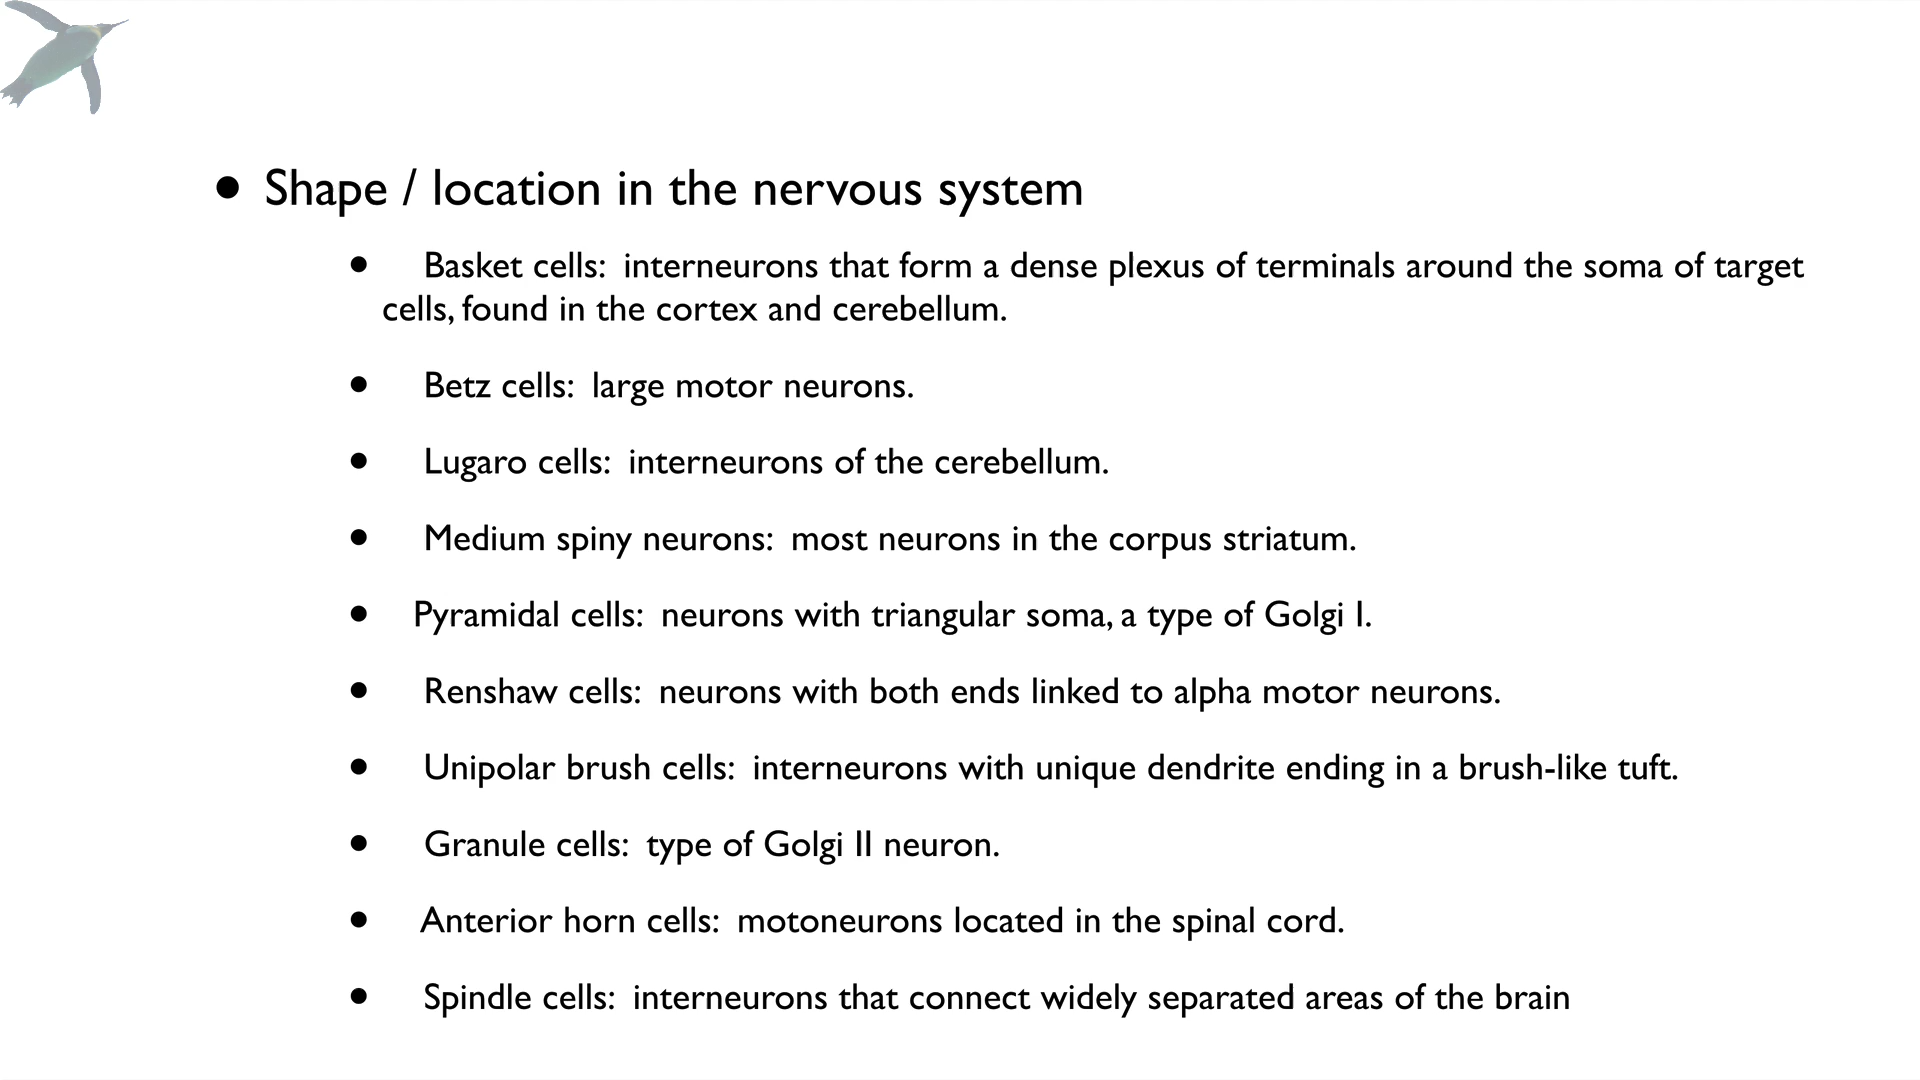 • Shape / location in the nervous system
• Basket cells: interneurons that form a dense plexus of terminals around the soma of target
cells, found in the cortex and cerebellum.
• Betz cells: large motor neurons.
• Lugaro cells: interneurons of the cerebellum.
• Medium spiny neurons: most neurons in the corpus striatum.
• Pyramidal cells: neurons with triangular soma, a type of Golgi I.
• Renshaw cells: neurons with both ends linked to alpha motor neurons.
• Unipolar brush cells: interneurons with unique dendrite ending in a brush-like tuft.
• Granule cells: type of Golgi II neuron.
• Anterior horn cells: motoneurons located in the spinal cord.
• Spindle cells: interneurons that connect widely separated areas of the brain